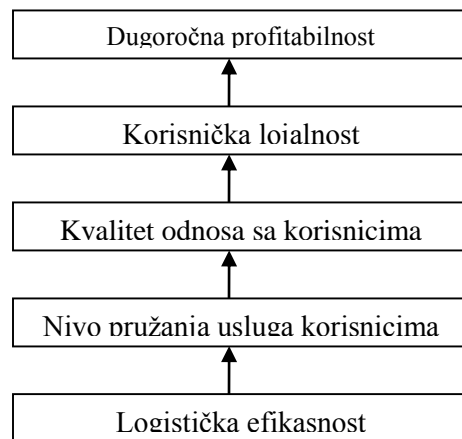 Dugoročna profitabilnost
Korisnička lojalnost
Kvalitet odnosa sa korisnicima
Nivo pružanja usluga korisnicima
Logistička efikasnost